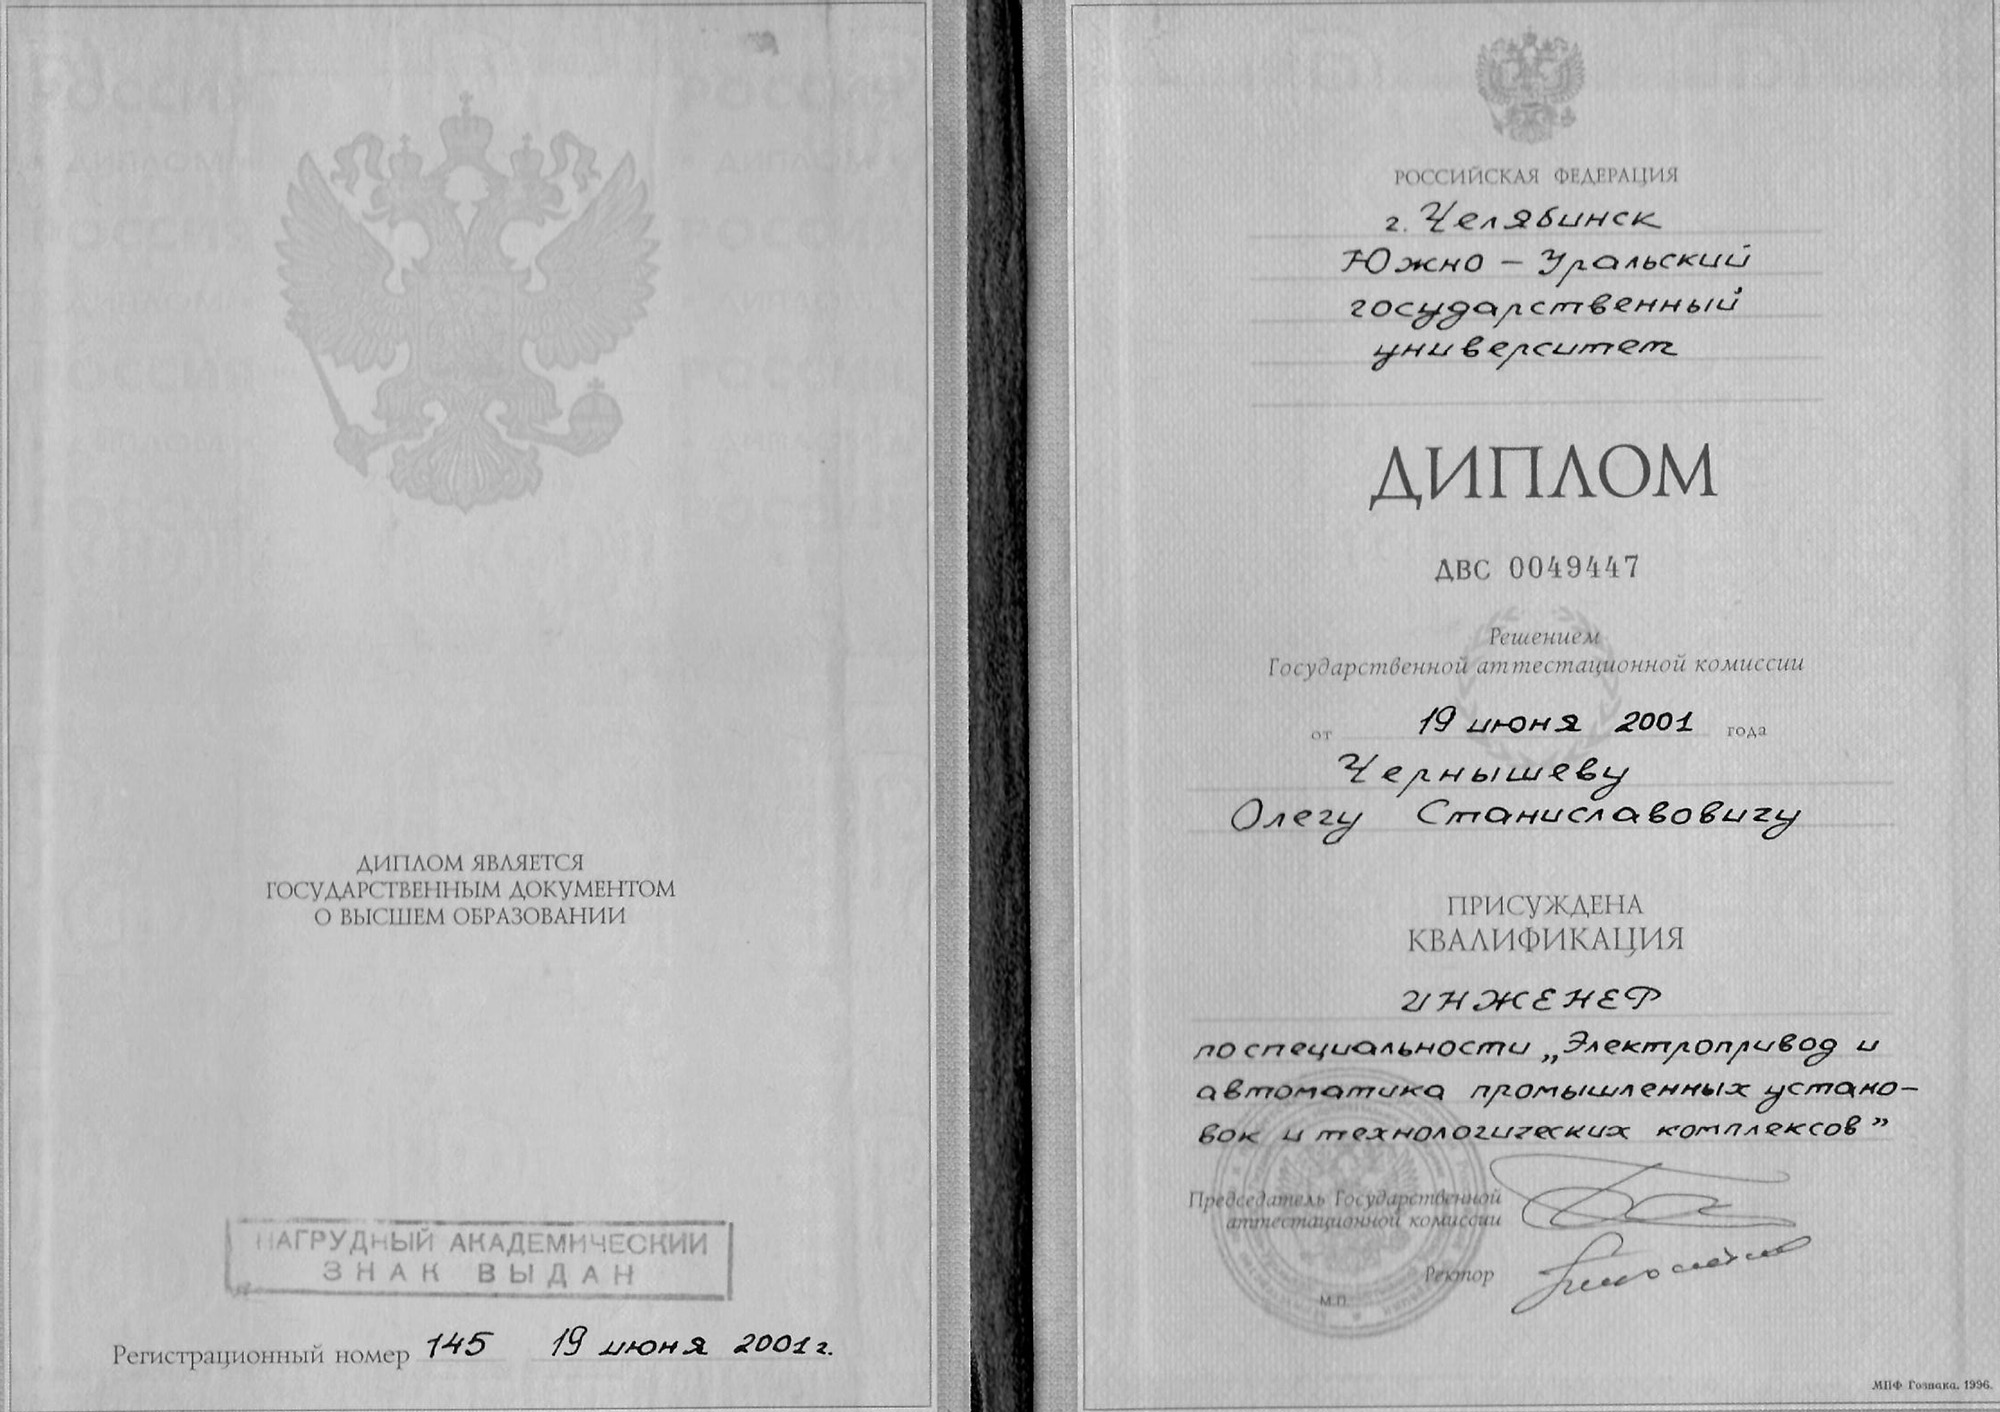 ДИПЛОМ ЯВЛЯЕТСЯ
ГОСУДАРСТВЕННЫМ ДОКУМЕНТОМ
О ВЫСШЕМ ОБРАЗОВАНИИ
НАГРУДНЫЙ АКАДЕМИЧЕСКИЙ
ЗНАК ВЫДАН
Регистрационный номер 145 19 июня 2001 г.
РОССИЙСКАЯ ФЕДЕРАЦИЯ
г. Челябинск
Южно - Уральский
государственный
университет
ДИПЛОМ
ДВС 0049447
Решением
Государственной аттестационной комиссии
от 19 июня 2001 года
Чернышеву
Олегу Станиславовичу
ПРИСУЖДЕНА
КВАЛИФИКАЦИЯ
ИНЖЕНЕР
по специальности „Электропривод и
автоматика промышленных устано-
вок и технологических комплексов”
Председатель Государственной
аттестационной комиссии
Ректор
М.П.
МПФ Гознака. 1996.